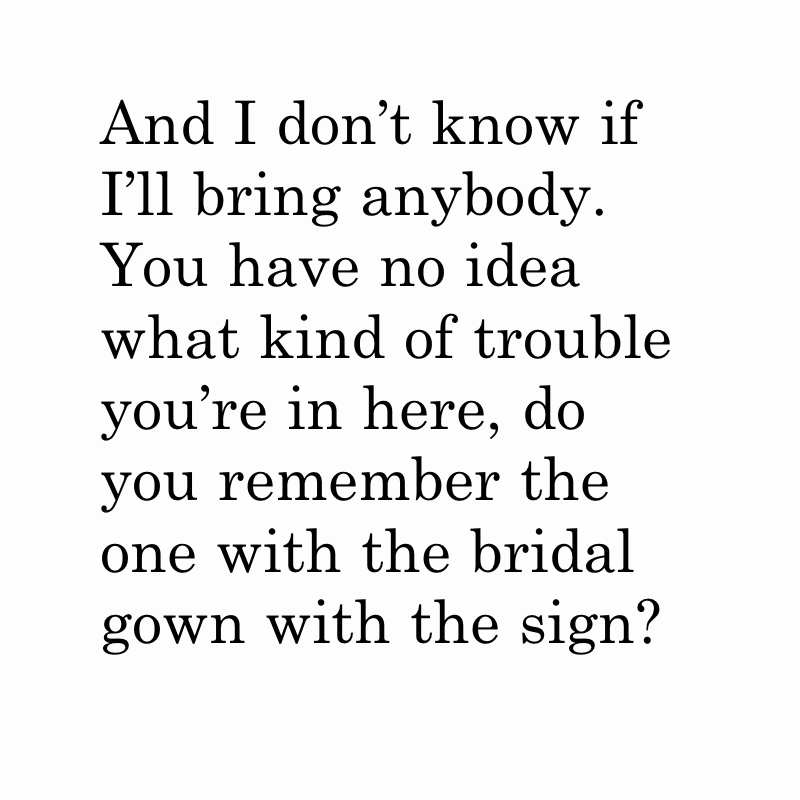 And I don’t know if
I’ll bring anybody.
You have no idea
what kind of trouble
you’re in here, do
you remember the
one with the bridal
gown with the sign?